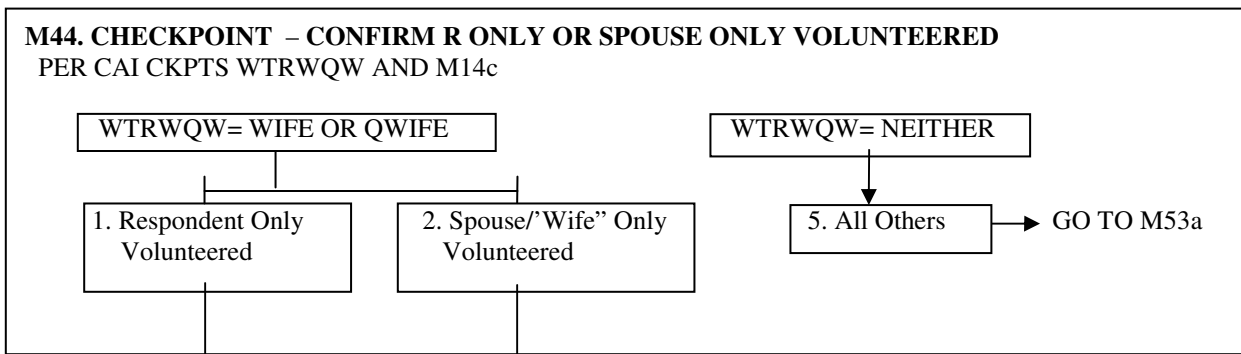 M44. CHECKPOINT – CONFIRM R ONLY OR SPOUSE ONLY VOLUNTEERED
PER CAI CKPTS WTRWQW AND M14c
WTRWQW= WIFE OR QWIFE
WTRWQW= NEITHER
1. Respondent Only
Volunteered
2. Spouse/’Wife” Only
Volunteered
5. All Others
GO TO M53a